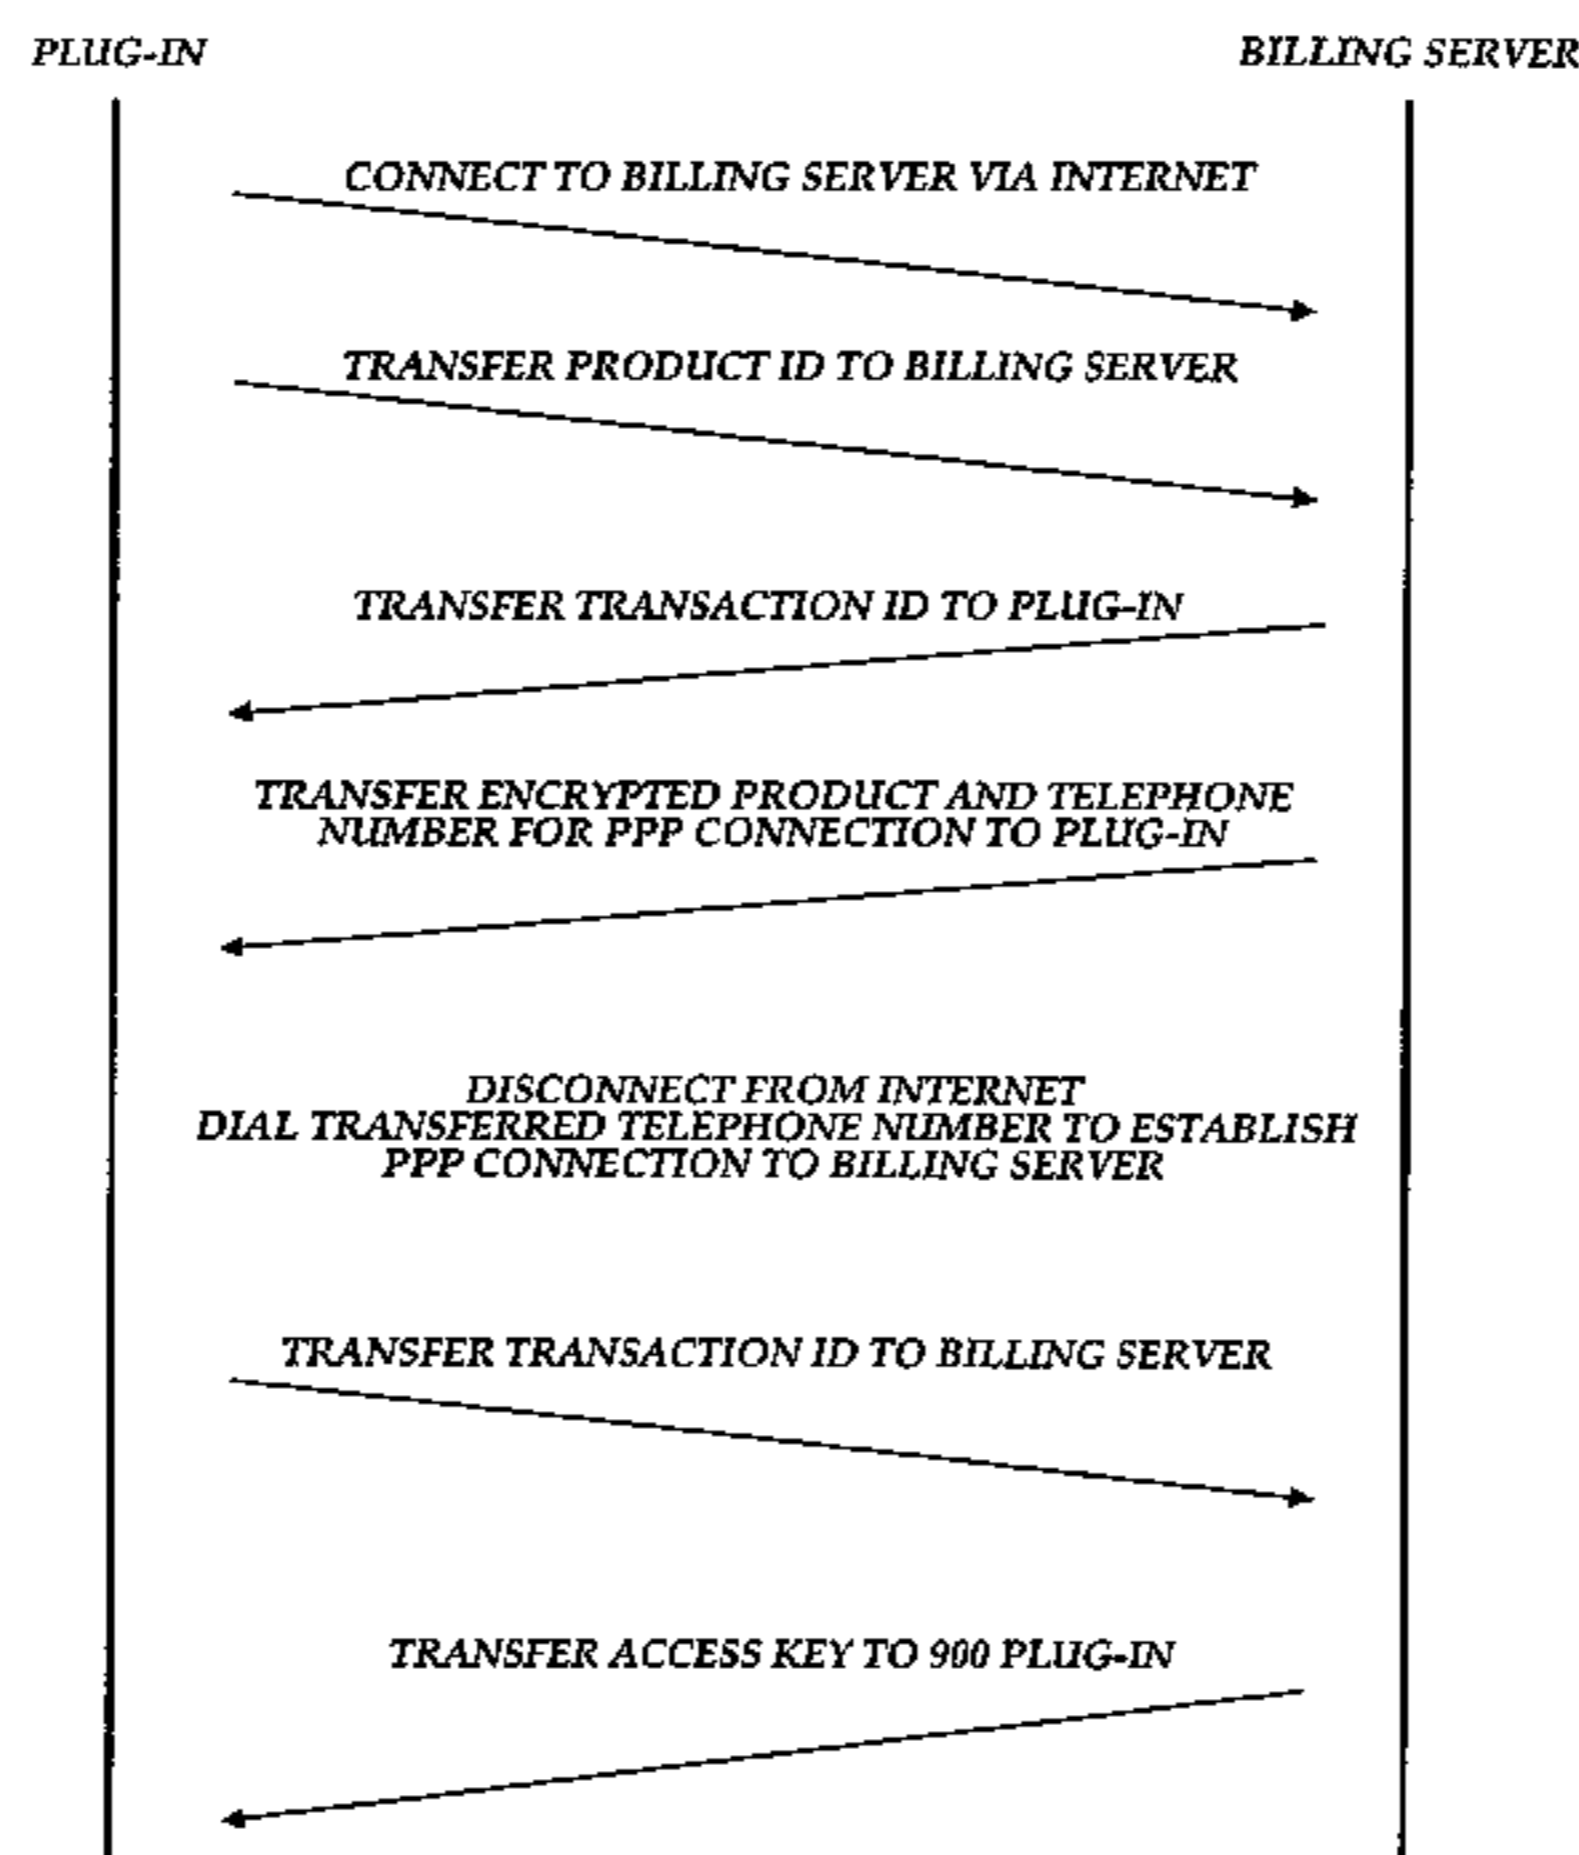 PLUG-IN
BILLING SERVER
CONNECT TO BILLING SERVER VIA INTERNET
TRANSFER PRODUCT ID TO BILLING SERVER
TRANSFER TRANSACTION ID TO PLUG-IN
TRANSFER ENCRYPTED PRODUCT AND TELEPHONE
NUMBER FOR PPP CONNECTION TO PLUG-IN
DISCONNECT FROM INTERNET
DIAL TRANSFERRED TELEPHONE NUMBER TO ESTABLISH
PPP CONNECTION TO BILLING SERVER
TRANSFER TRANSACTION ID TO BILLING SERVER
TRANSFER ACCESS KEY TO 900 PLUG-IN